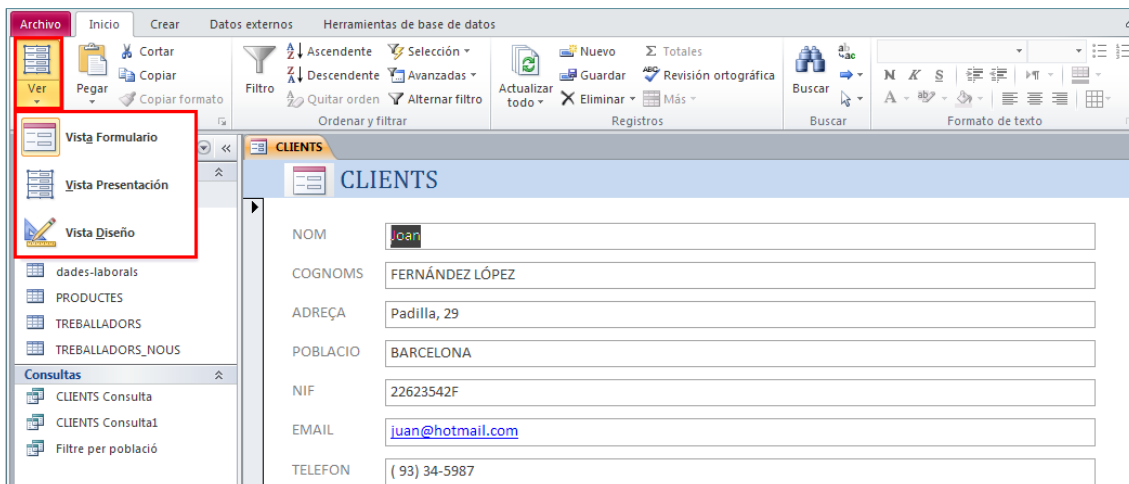 Archivo Inicio Crear Datos externos Herramientas de base de datos
Ver
Pegar
Cortar
Copiar
Copiar formato
Filtro
Ascendente
Descendente
Quitar orden
Selección
Avanzadas
Alternar filtro
Ordenar y filtrar
Actualizar
todo
Nuevo
Guardar
Eliminar
Totales
Revisión ortográfica
Más
Registros
Buscar
Buscar
N K S
A
Formato de texto
Vista Formulario
Vista Presentación
Vista Diseño
dades-laborals
PRODUCTES
TREBALLADORS
TREBALLADORS_NOUS
Consultas
CLIENTS Consulta
CLIENTS Consulta1
Filtre per població
CLIENTS
CLIENTS
NOM Joan
COGNOMS FERNÁNDEZ LÓPEZ
ADREÇA Padilla, 29
POBLACIO BARCELONA
NIF 22623542F
EMAIL juan@hotmail.com
TELEFON ( 93) 34-5987